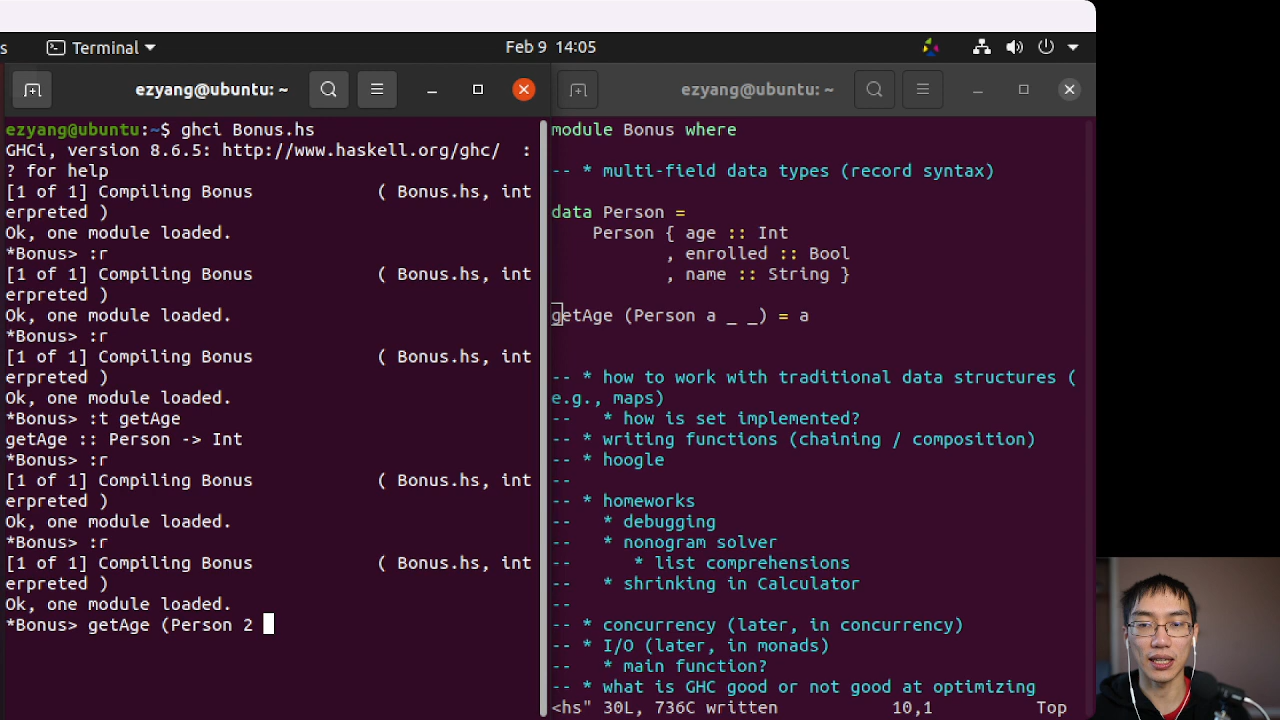 s
Terminal
Feb 9 14:05
ezyang@ubuntu: ~
ezyang@ubuntu:~$ ghci Bonus.hs
GHCi, version 8.6.5: http://www.haskell.org/ghc/ :
? for help
[1 of 1] Compiling Bonus ( Bonus.hs, int
erpreted )
Ok, one module loaded.
*Bonus> :r
[1 of 1] Compiling Bonus ( Bonus.hs, int
erpreted )
Ok, one module loaded.
*Bonus> :r
[1 of 1] Compiling Bonus ( Bonus.hs, int
erpreted )
Ok, one module loaded.
*Bonus> :t getAge
getAge :: Person -> Int
*Bonus> :r
[1 of 1] Compiling Bonus ( Bonus.hs, int
erpreted )
Ok, one module loaded.
*Bonus> :r
[1 of 1] Compiling Bonus ( Bonus.hs, int
erpreted )
Ok, one module loaded.
*Bonus> getAge (Person 2
ezyang@ubuntu: ~
module Bonus where
-- * multi-field data types (record syntax)
data Person =
Person { age :: Int
, enrolled :: Bool
, name :: String }
getAge (Person a _ _) = a
-- * how to work with traditional data structures (
e.g., maps)
-- * how is set implemented?
-- * writing functions (chaining / composition)
-- * hoogle
--
-- * homeworks
-- * debugging
-- * nonogram solver
-- * list comprehensions
-- * shrinking in Calculator
--
-- * concurrency (later, in concurrency)
-- * I/O (later, in monads)
-- * main function?
-- * what is GHC good or not good at optimizing
<hs" 30L, 736C written 10,1 Top